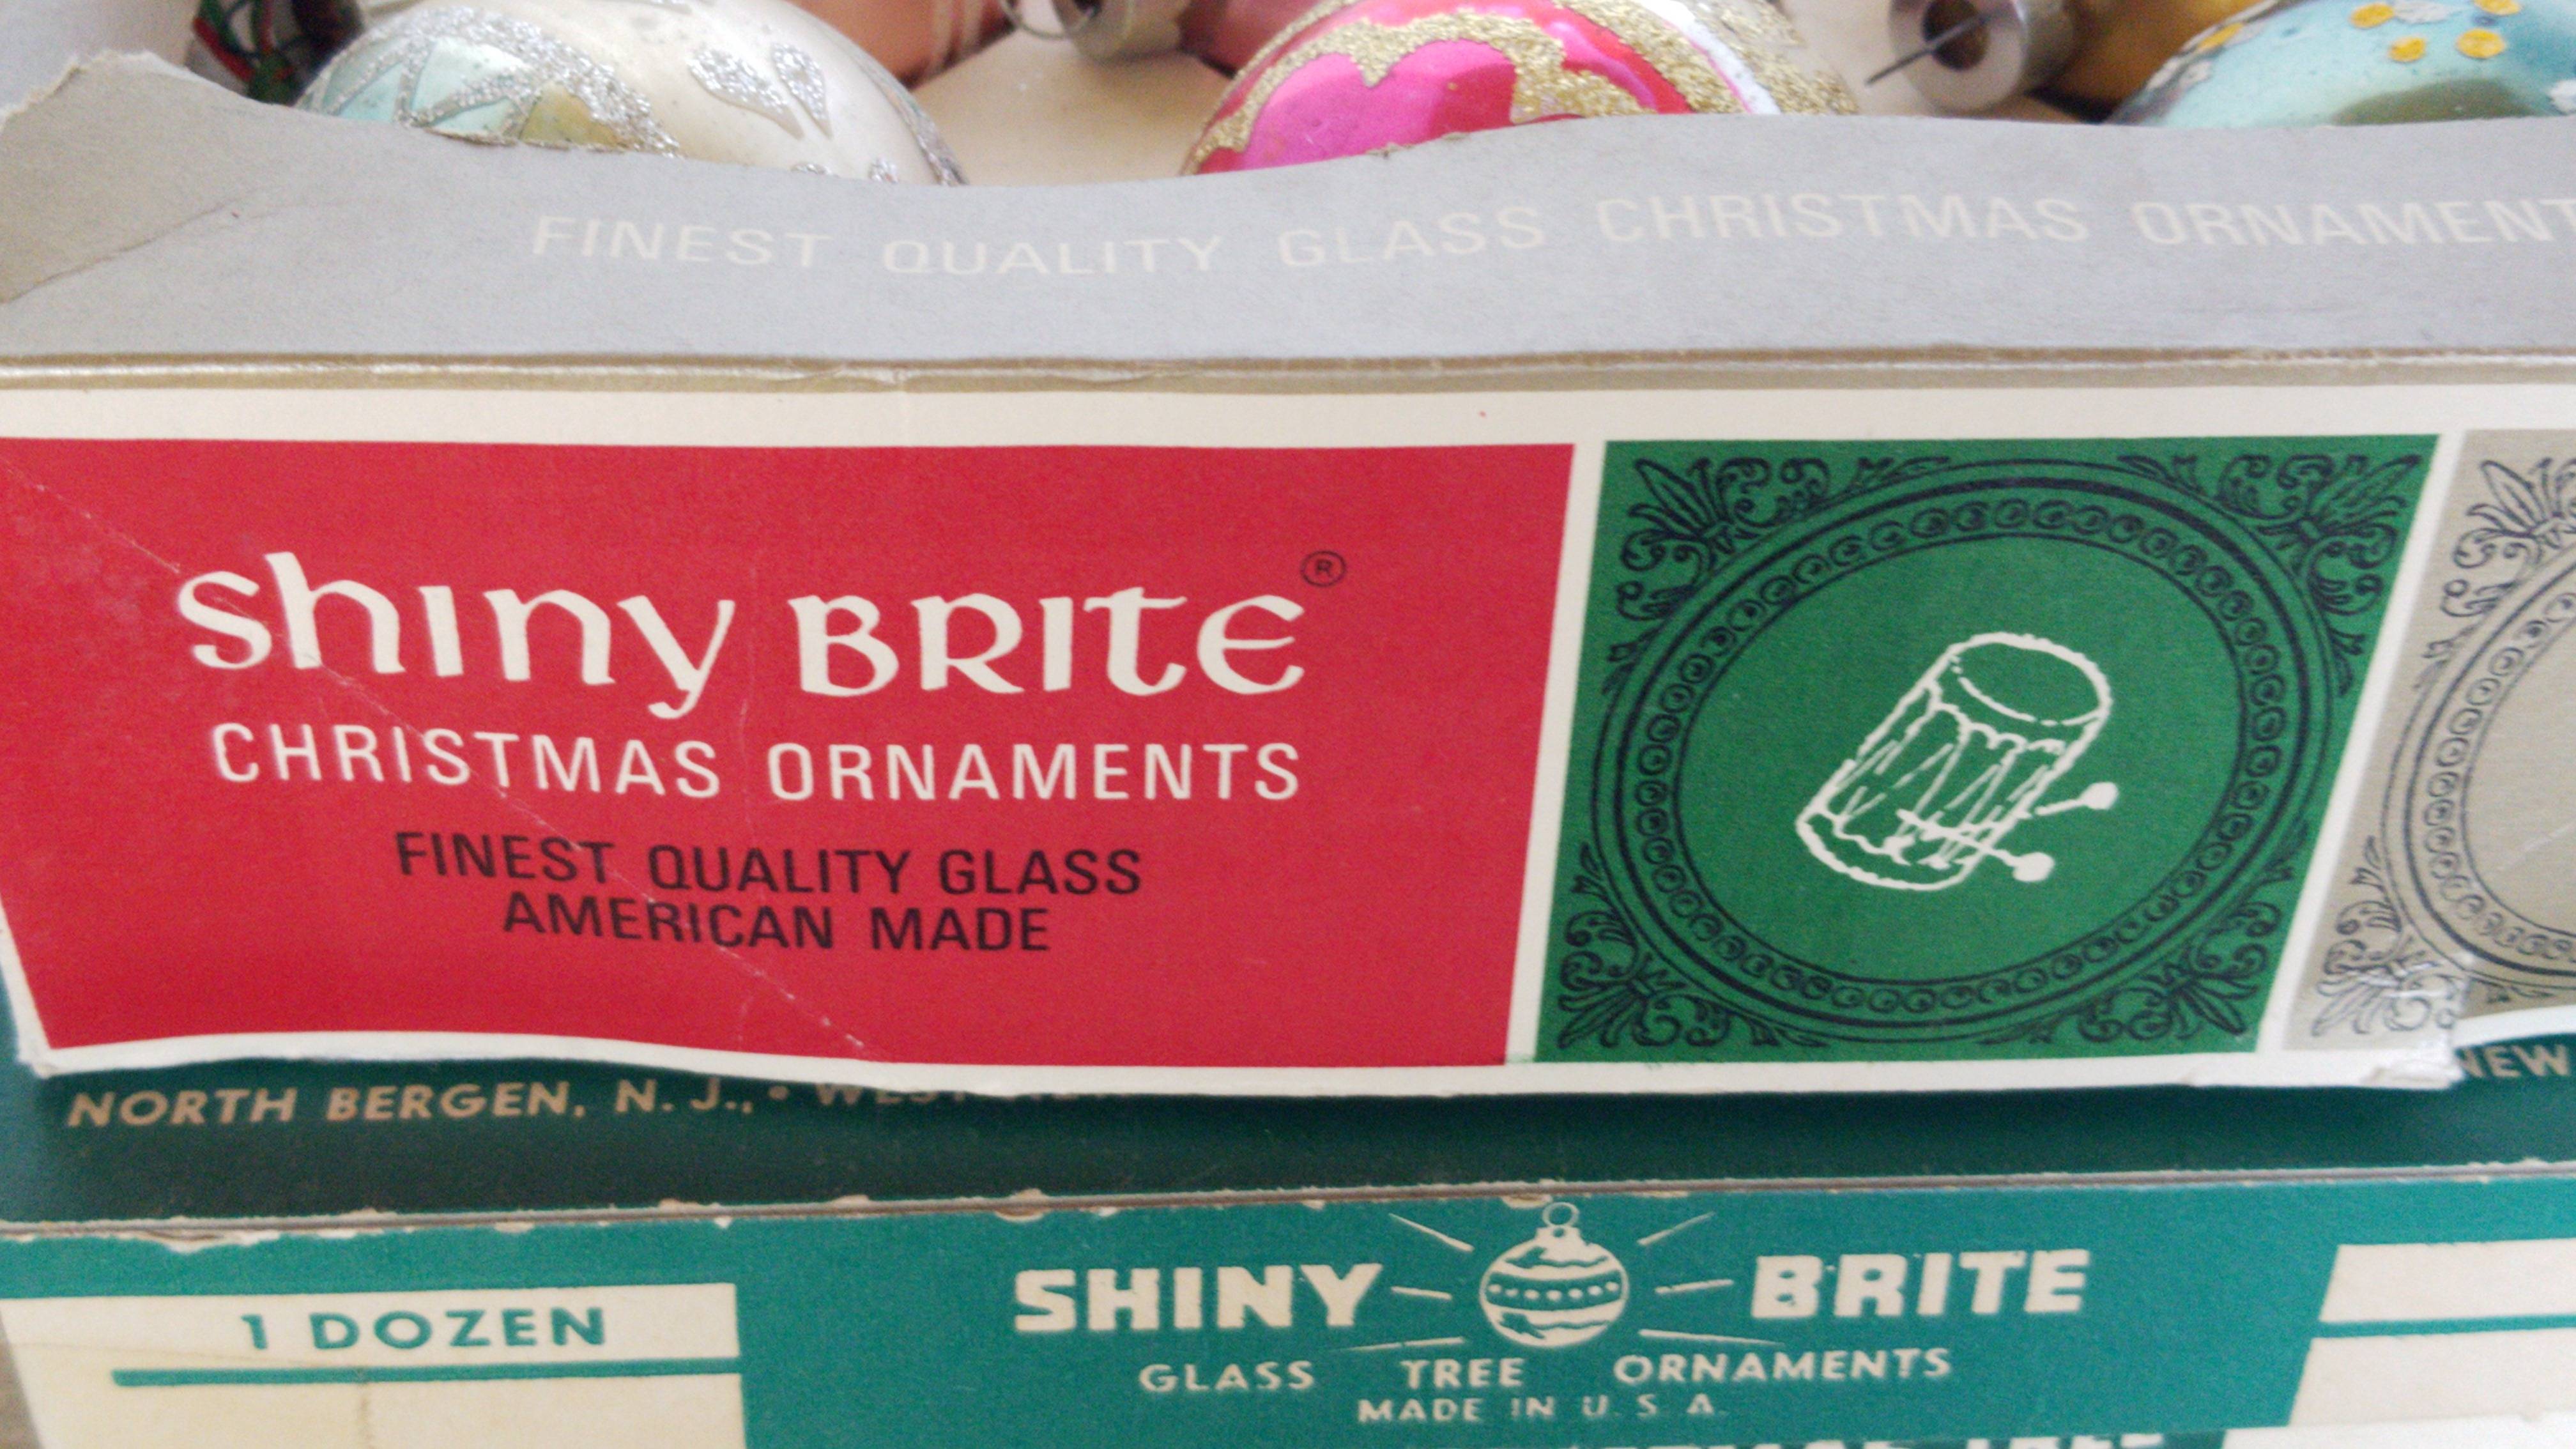 FINEST QUALITY GLASS CHRISTMAS ORNAMENT
shiny BRITE ®
CHRISTMAS ORNAMENTS
FINEST QUALITY GLASS
AMERICAN MADE
NORTH BERGEN, N. J., •
NEW
1 DOZEN
SHINY BRITE
GLASS TREE ORNAMENTS
MADE IN U. S. A.